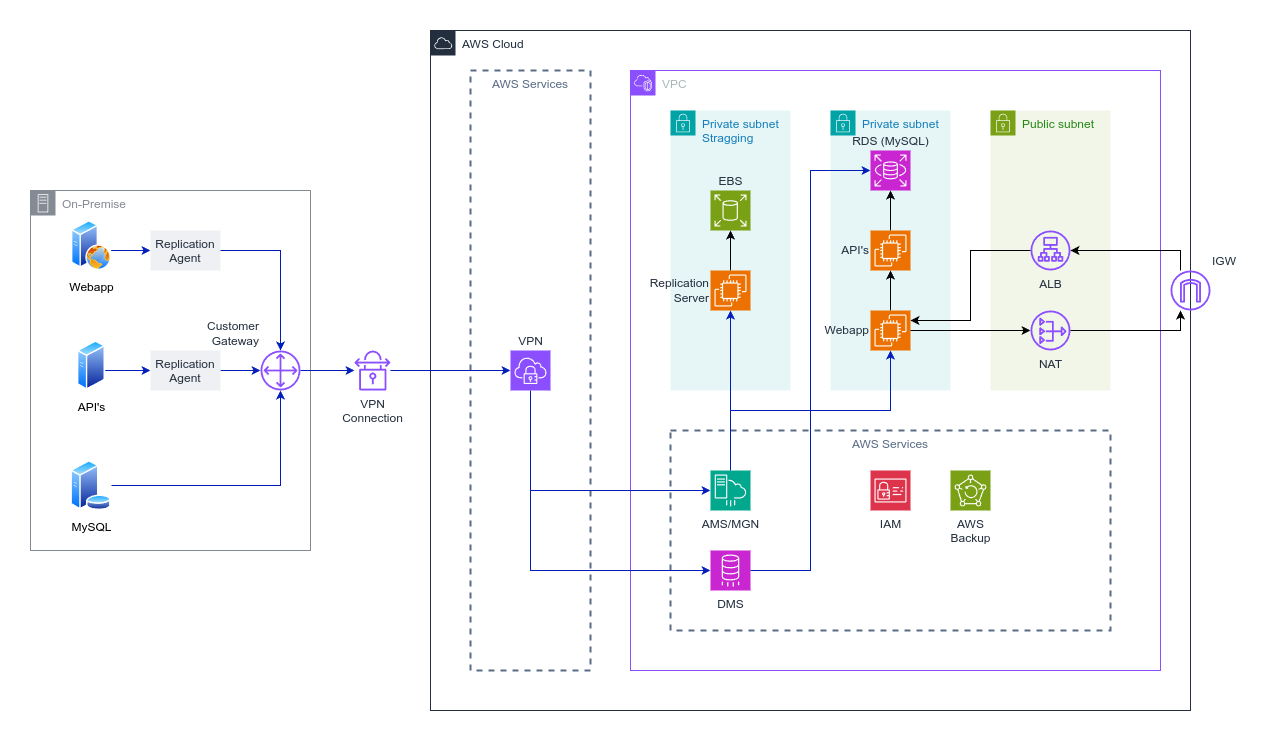 AWS Cloud
AWS Services
VPC
Private subnet
Stragging
Private subnet
RDS (MySQL)
Public subnet
EBS
On-Premise
Webapp
Replication
Agent
API's
Replication
Agent
Customer
Gateway
MySQL
VPN
Connection
VPN
Replication
Server
API's
Webapp
ALB
NAT
IGW
AWS Services
AMS/MGN
IAM
AWS
Backup
DMS